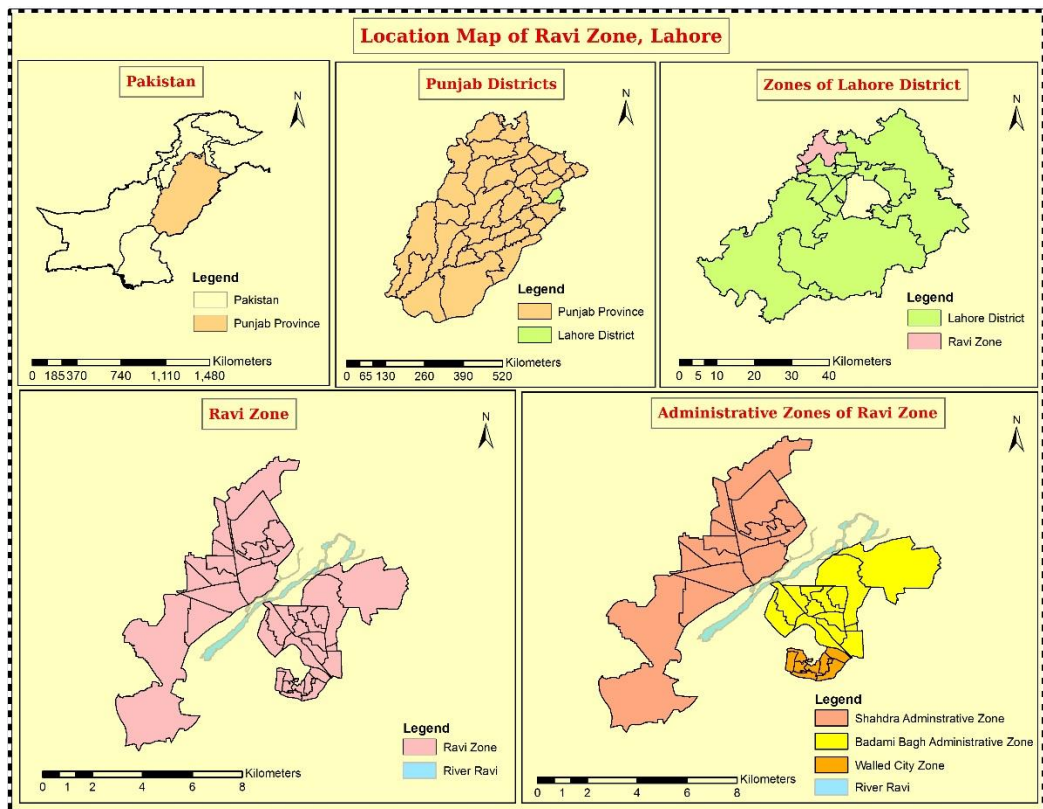 Location Map of Ravi Zone, Lahore
Pakistan
N
Legend
Pakistan
Punjab Province
Kilometers
0 185 370 740 1,110 1,480
Punjab Districts
N
Legend
Punjab Province
Lahore District
Kilometers
0 65 130 260 390 520
Zones of Lahore District
N
Legend
Lahore District
Ravi Zone
Kilometers
0 5 10 20 30 40
Ravi Zone
N
Legend
Ravi Zone
River Ravi
Kilometers
0 1 2 4 6 8
Administrative Zones of Ravi Zone
N
Legend
Shahdra Adminstrative Zone
Badami Bagh Administrative Zone
Walled City Zone
River Ravi
Kilometers
0 1 2 4 6 8